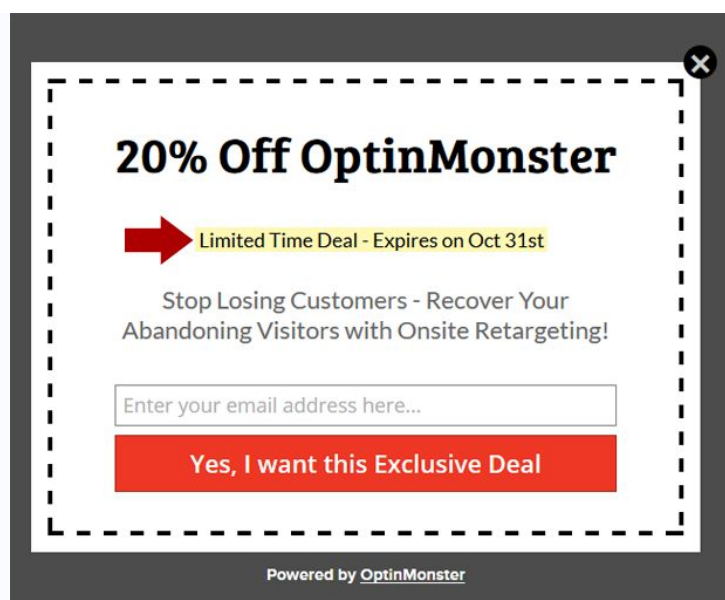 20% Off OptinMonster
Limited Time Deal - Expires on Oct 31st
Stop Losing Customers - Recover Your
Abandoning Visitors with Onsite Retargeting!
Enter your email address here...
Yes, I want this Exclusive Deal
Powered by OptinMonster